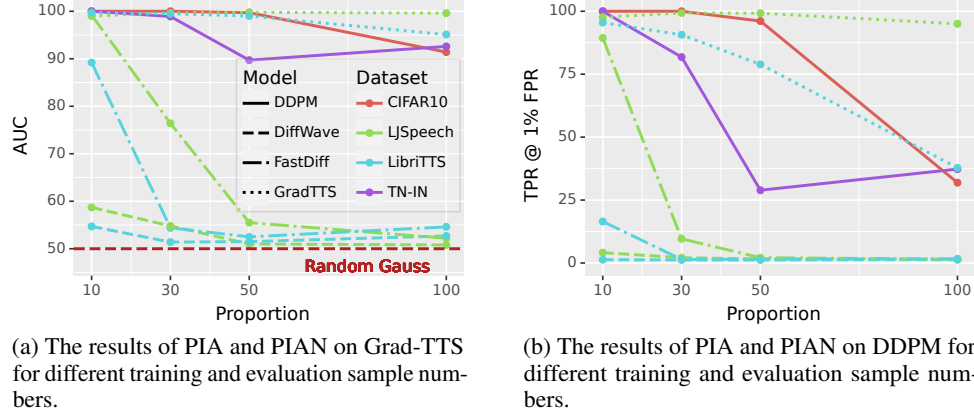 100
90
80
70
60
50
AUC
Model
DDPM
DiffWave
FastDiff
GradTTS
Dataset
CIFAR10
LJSpeech
LibriTTS
TN-IN
Random Gauss
10
30
50
100
Proportion
(a) The results of PIA and PIAN on Grad-TTS
for different training and evaluation sample num-
bers.
100
75
50
25
0
TPR @ 1% FPR
10
30
50
100
Proportion
(b) The results of PIA and PIAN on DDPM for
different training and evaluation sample num-
bers.